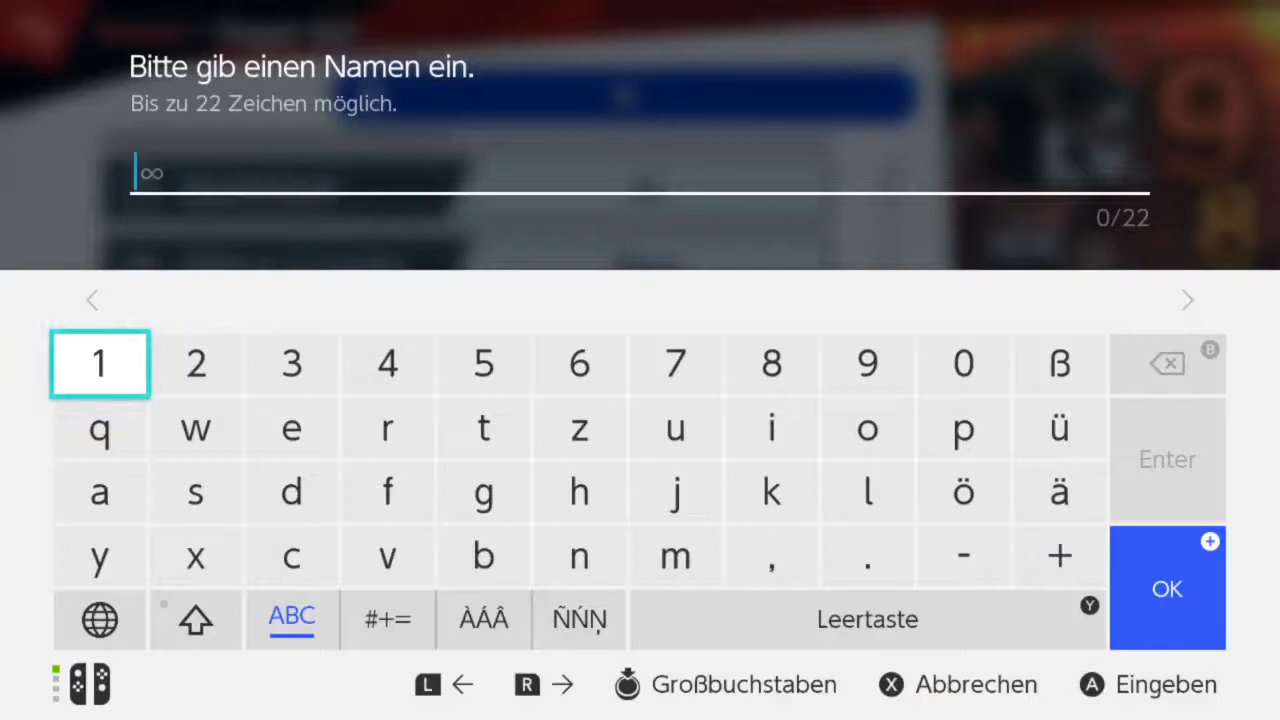 Bitte gib einen Namen ein.
Bis zu 22 Zeichen möglich.
∞
0/22
1 2 3 4 5 6 7 8 9 0 ß B
q w e r t z u i o p ü
Enter
a s d f g h j k l ö ä
y x c v b n m , . - +
OK
ABC #+= ÀÁÂ ÑŃŅ Leertaste Y
L ← R → Großbuchstaben X Abbrechen A Eingeben